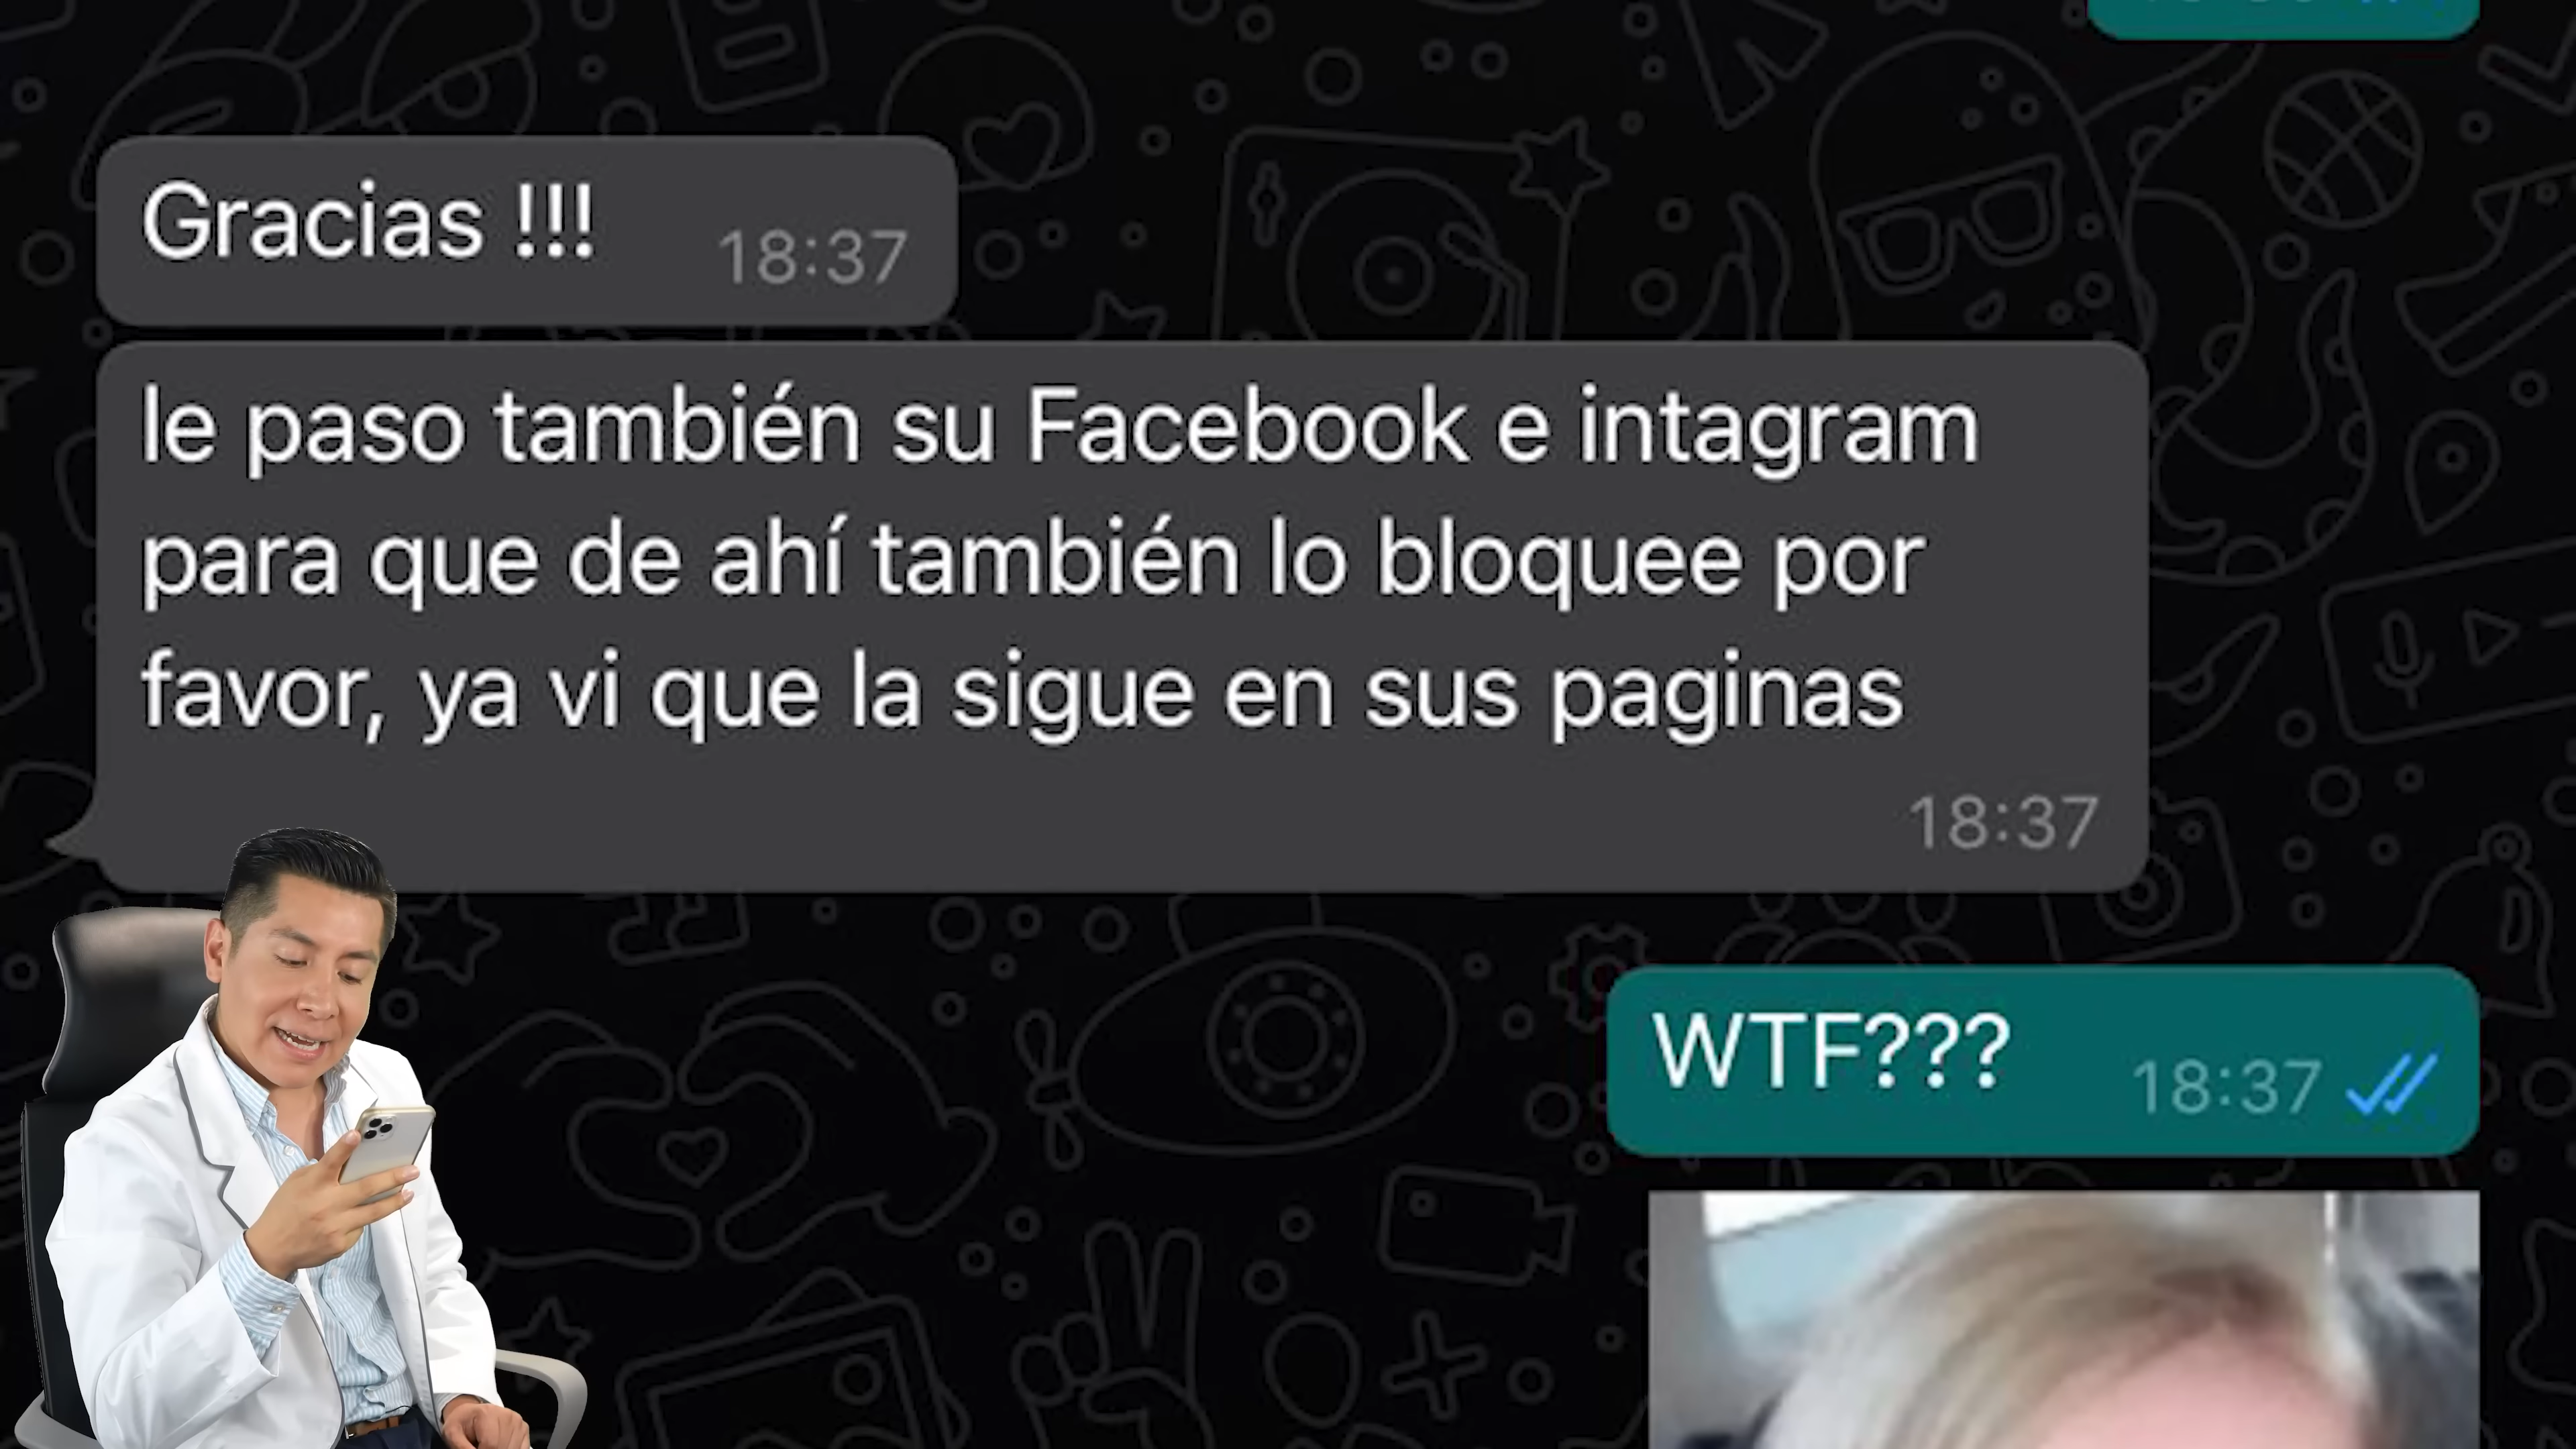 Gracias !!!
18:37
le paso también su Facebook e intagram
para que de ahí también lo bloquee por
favor, ya vi que la sigue en sus paginas
18:37
WTF???
18:37